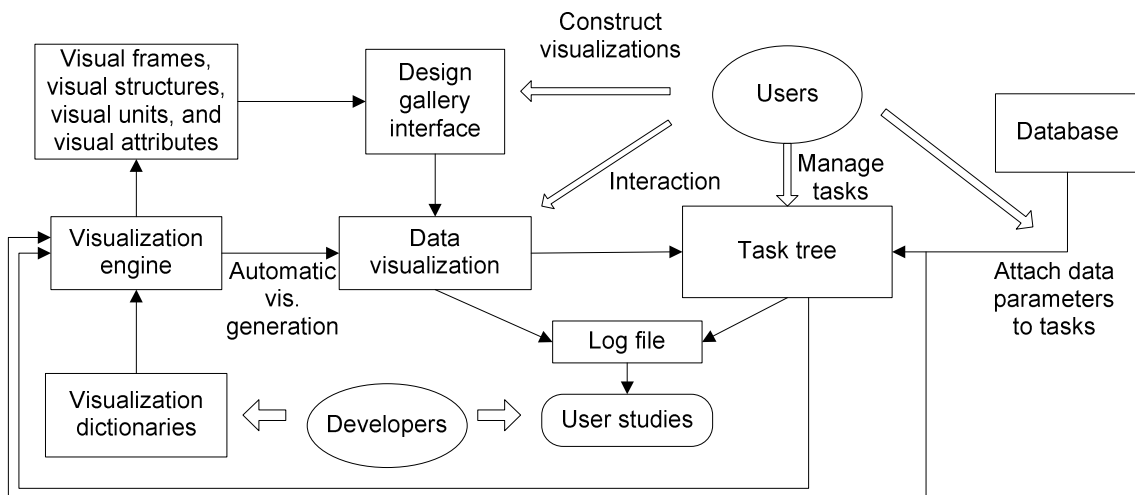 Construct
visualizations
Visual frames,
visual structures,
visual units, and
visual attributes
Design
gallery
interface
Users
Database
Interaction
Manage
tasks
Visualization
engine
Automatic
vis.
generation
Data
visualization
Task tree
Attach data
parameters
to tasks
Log file
Visualization
dictionaries
Developers
User studies